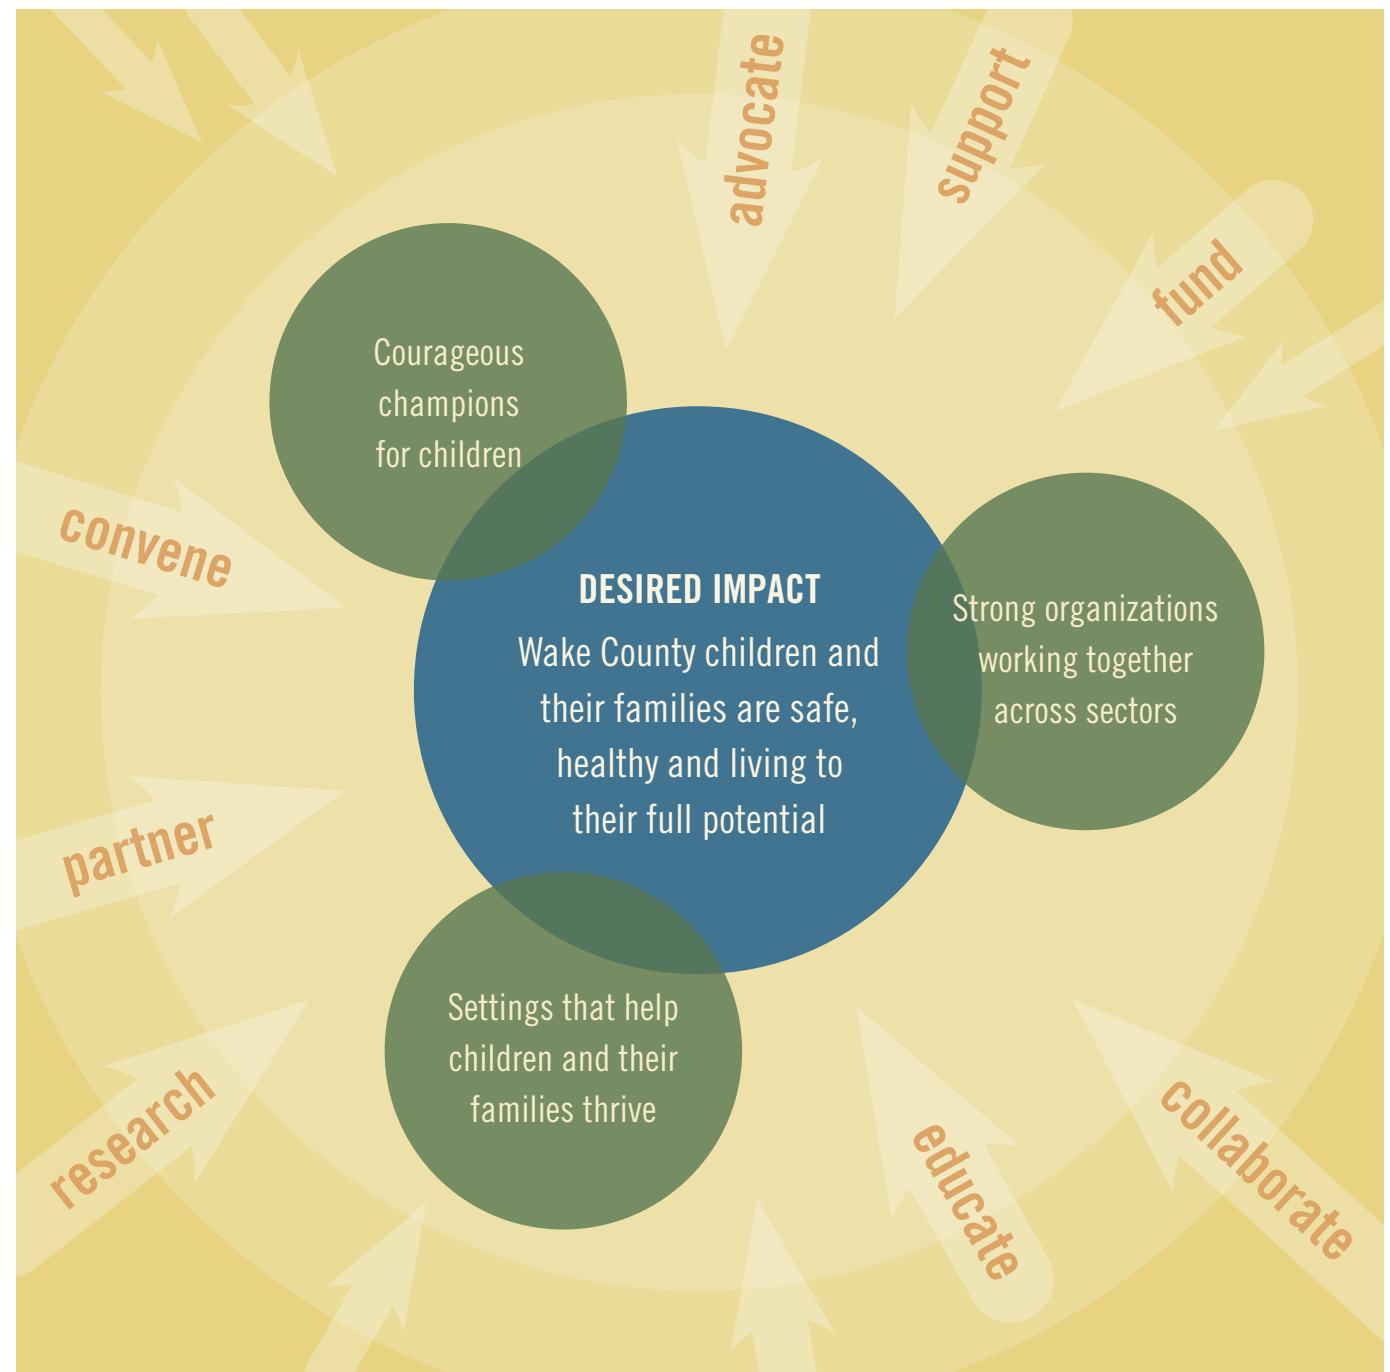 advocate
support
fund
Courageous
champions
for children
convene
DESIRED IMPACT
Wake County children and
their families are safe,
healthy and living to
their full potential
Strong organizations
working together
across sectors
partner
Settings that help
children and their
families thrive
research
educate
collaborate